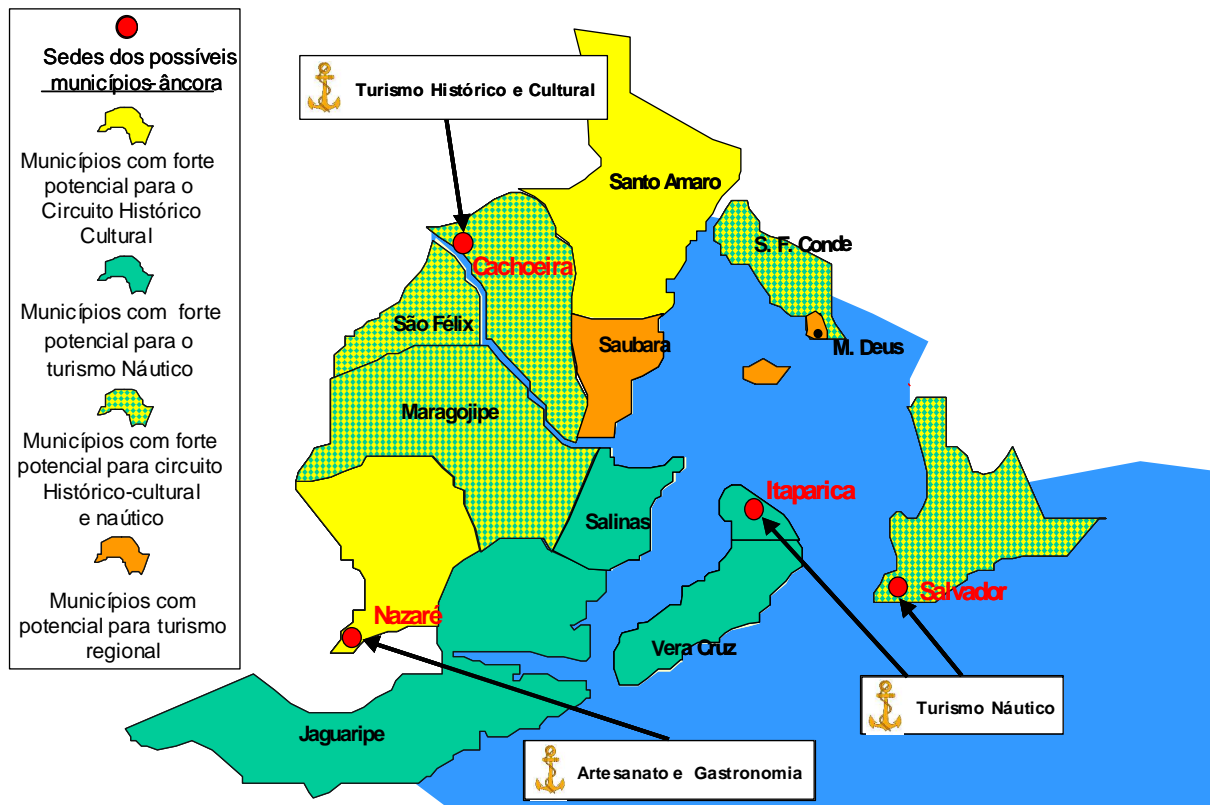 Sedes dos possíveis
municípios-âncora
Municípios com forte
potencial para o
Circuito Histórico
Cultural
Municípios com forte
potencial para o
turismo Náutico
Municípios com forte
potencial para circuito
Histórico-cultural
e naútico
Municípios com
potencial para turismo
regional
Turismo Histórico e Cultural
Santo Amaro
S. F. Conde
Cachoeira
São Félix
Saubara
M. Deus
Maragojipe
Itaparica
Salinas
Salvador
Nazaré
Vera Cruz
Turismo Náutico
Jaguaripe
Artesanato e Gastronomia